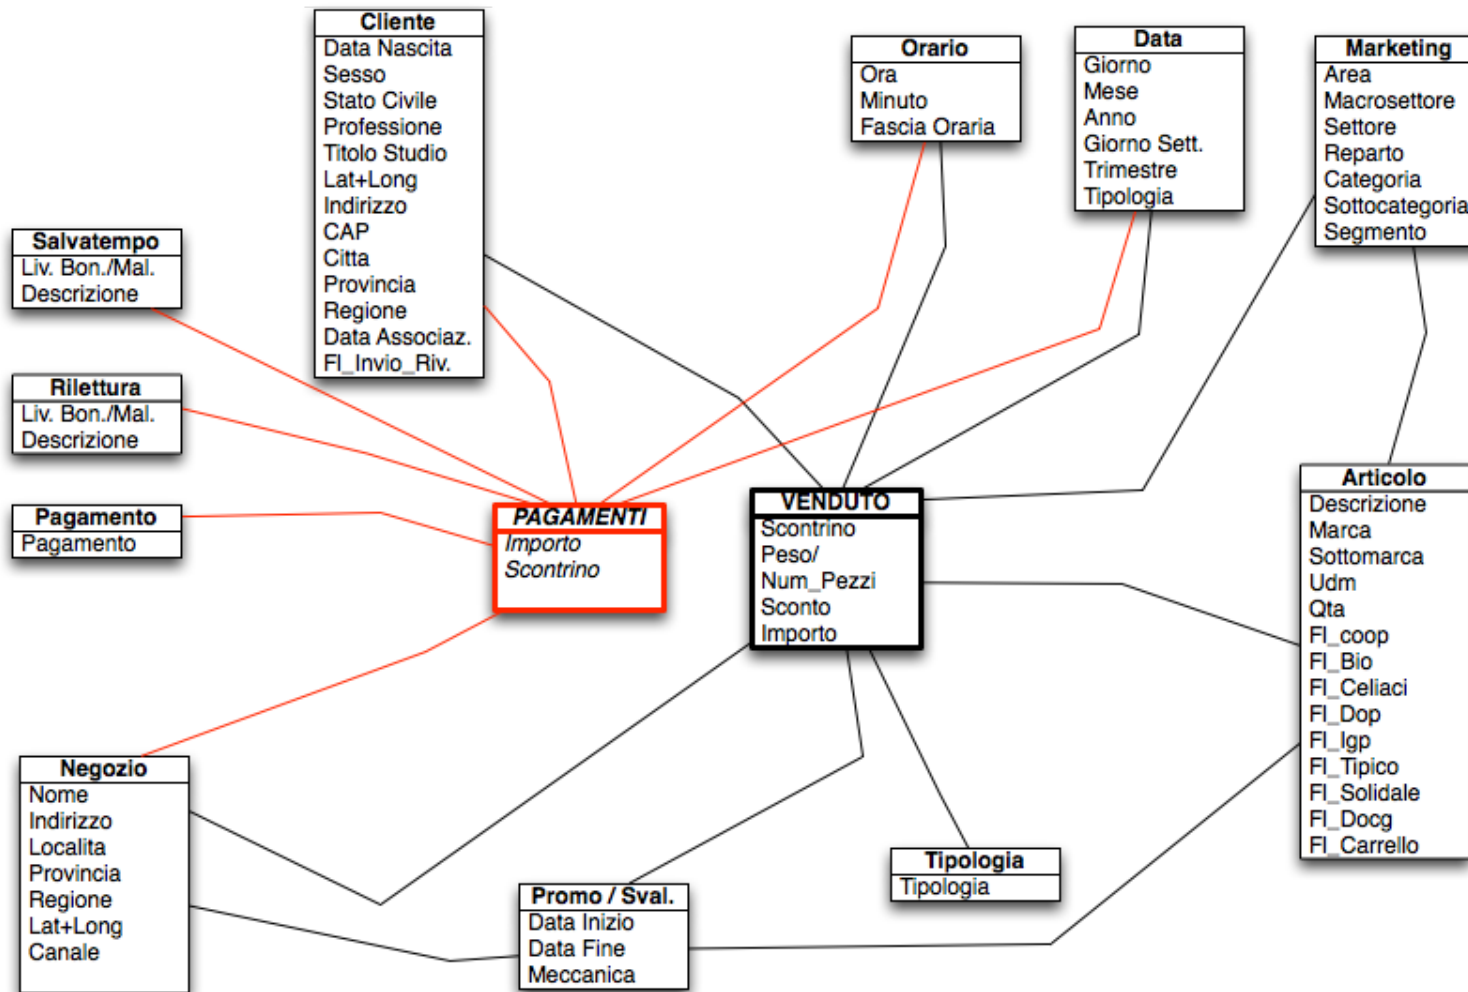 Cliente
Data Nascita
Sesso
Stato Civile
Professione
Titolo Studio
Lat+Long
Indirizzo
CAP
Citta
Provincia
Regione
Data Associaz.
Fl_Invio_Riv.
Orario
Ora
Minuto
Fascia Oraria
Data
Giorno
Mese
Anno
Giorno Sett.
Trimestre
Tipologia
Marketing
Area
Macrosettore
Settore
Reparto
Categoria
Sottocategoria
Segmento
Salvatempo
Liv. Bon./Mal.
Descrizione
Rilettura
Liv. Bon./Mal.
Descrizione
Pagamento
Pagamento
PAGAMENTI
Importo
Scontrino
VENDUTO
Scontrino
Peso/
Num_Pezzi
Sconto
Importo
Articolo
Descrizione
Marca
Sottomarca
Udm
Qta
Fl_coop
Fl_Bio
Fl_Celiaci
Fl_Dop
Fl_Igp
Fl_Tipico
Fl_Solidale
Fl_Docg
Fl_Carrello
Negozio
Nome
Indirizzo
Localita
Provincia
Regione
Lat+Long
Canale
Promo / Sval.
Data Inizio
Data Fine
Meccanica
Tipologia
Tipologia